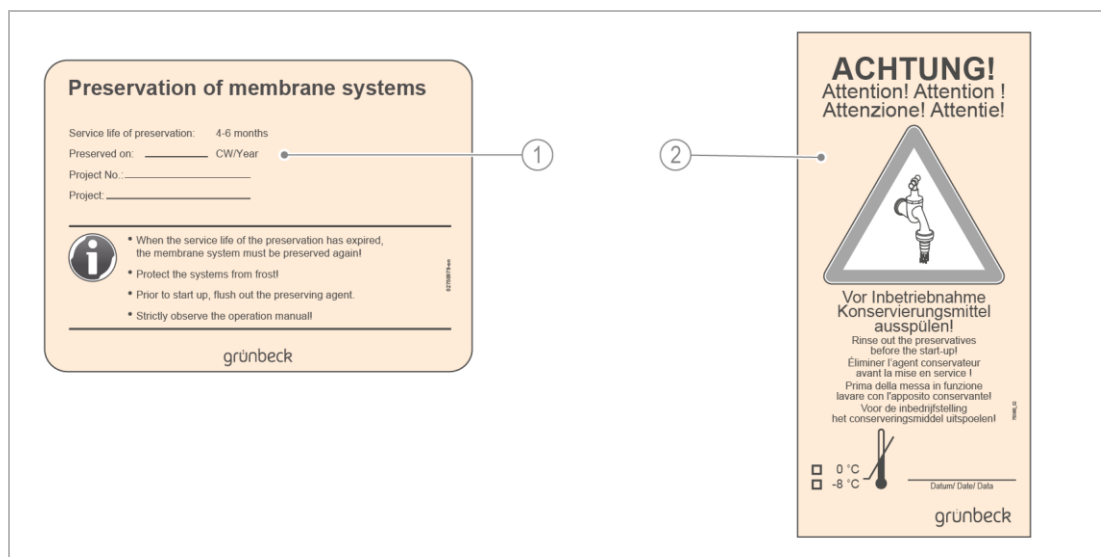 Preservation of membrane systems
Service life of preservation: 4-6 months
Preserved on: CW/Year
Project No.:
Project:
• When the service life of the preservation has expired,
the membrane system must be preserved again!
• Protect the systems from frost!
• Prior to start up, flush out the preserving agent.
• Strictly observe the operation manual!
grünbeck
1
2
ACHTUNG!
Attention! Attention !
Attenzione! Attentie!
Vor Inbetriebnahme
Konservierungsmittel
ausspülen!
Rinse out the preservatives
before the start-up!
Éliminer l'agent conservateur
avant la mise en service !
Prima della messa in funzione
lavare con l'apposito conservante!
Voor de inbedrijfstelling
het conserveringsmiddel uitspoelen!
0 °C
-8 °C
Datum/ Date/ Data
grünbeck